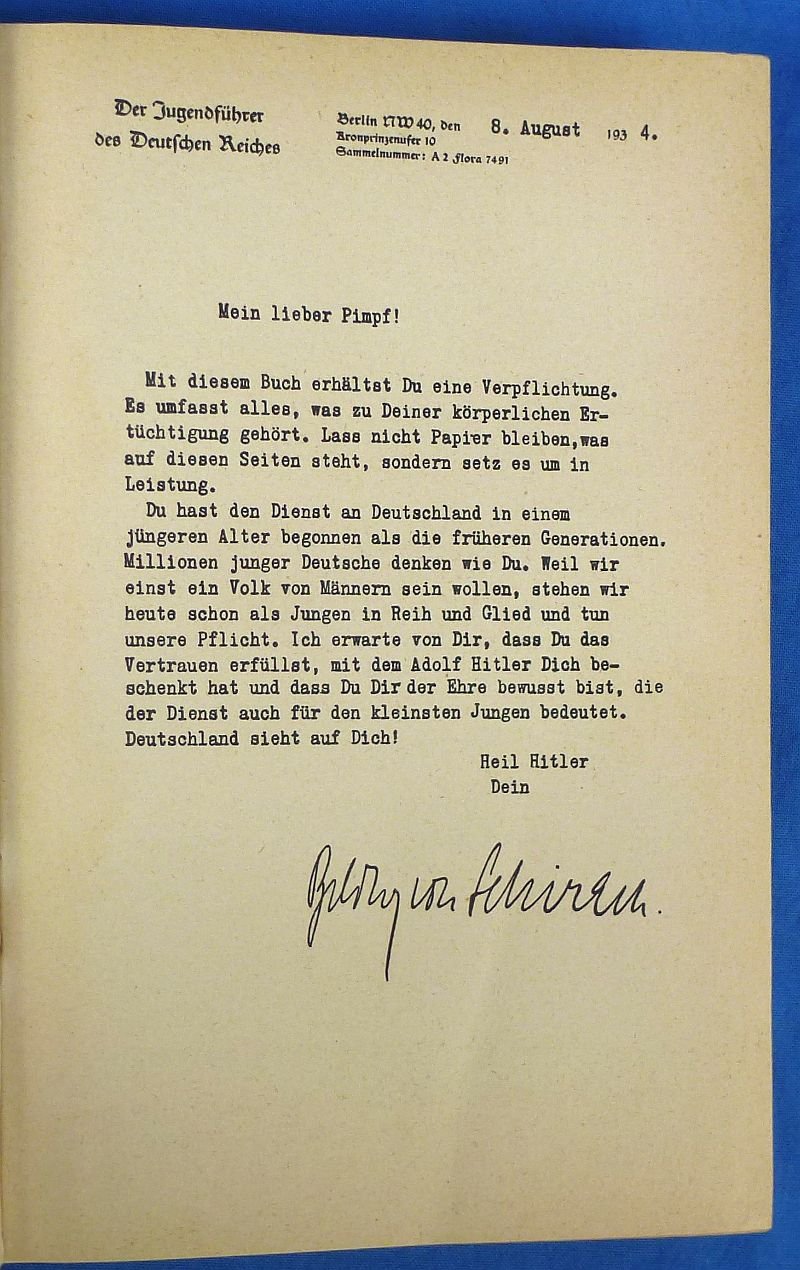 Der Jugendführer
des Deutschen Reiches
Berlin NW 40, den 8. August 1934.
Kronprinzenufer 10
Sammelnummer: A 2 Flora 7491
Mein lieber Pimpf!
Mit diesem Buch erhältst Du eine Verpflichtung.
Es umfasst alles, was zu Deiner körperlichen Er-
tüchtigung gehört. Lass nicht Papier bleiben,was
auf diesen Seiten steht, sondern setz es um in
Leistung.
Du hast den Dienst an Deutschland in einem
jüngeren Alter begonnen als die früheren Generationen.
Millionen junger Deutsche denken wie Du. Weil wir
einst ein Volk von Männern sein wollen, stehen wir
heute schon als Jungen in Reih und Glied und tun
unsere Pflicht. Ich erwarte von Dir, dass Du das
Vertrauen erfüllst, mit dem Adolf Hitler Dich be-
schenkt hat und dass Du Dir der Ehre bewusst bist, die
der Dienst auch für den kleinsten Jungen bedeutet.
Deutschland sieht auf Dich!
Heil Hitler
Dein
Baldur von Schirach.